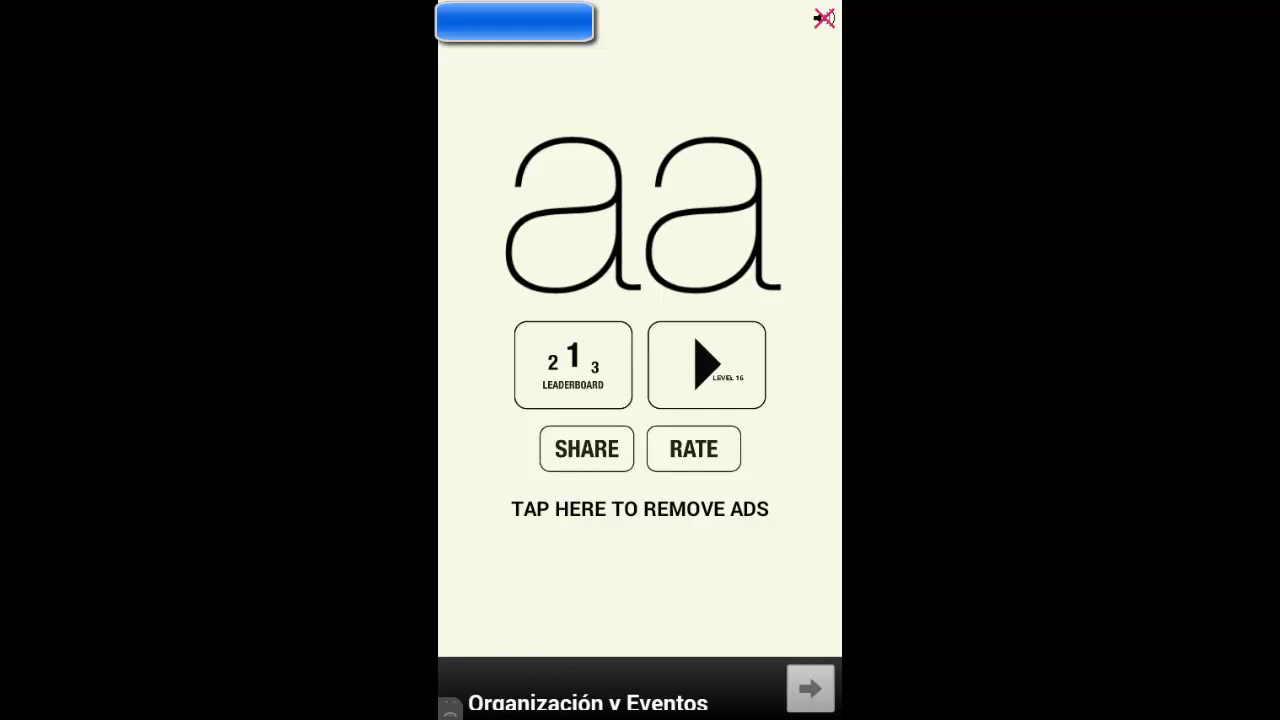 aa
2 1 3
LEADERBOARD
LEVEL 16
SHARE
RATE
TAP HERE TO REMOVE ADS
Organización y Eventos